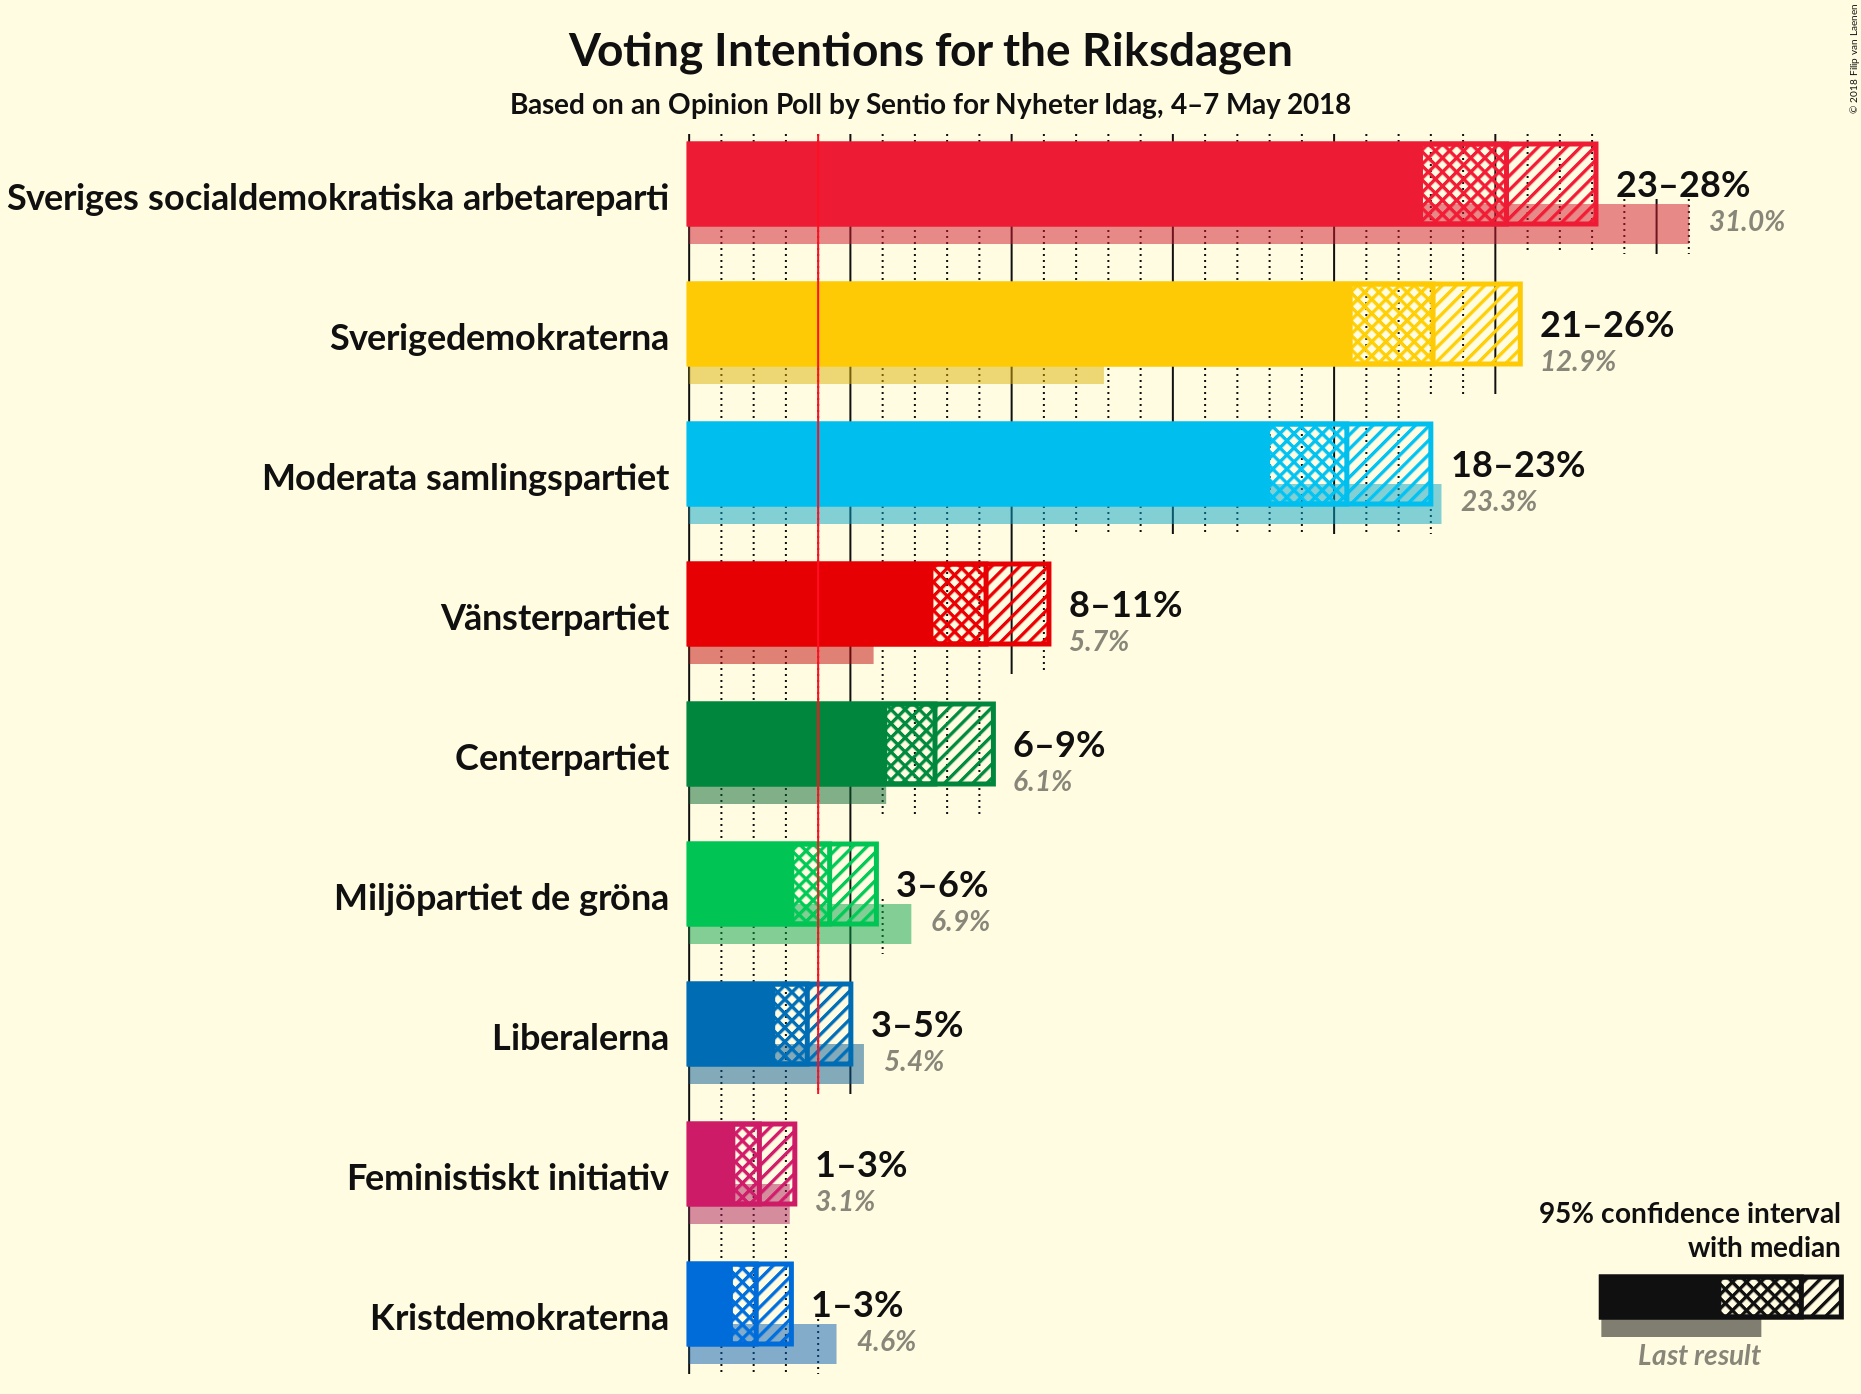 Voting Intentions for the Riksdagen
Based on an Opinion Poll by Sentio for Nyheter Idag, 4–7 May 2018
© 2018 Filip van Laenen
Sveriges socialdemokratiska arbetareparti
23–28%
31.0%
Sverigedemokraterna
21–26%
12.9%
Moderata samlingspartiet
18–23%
23.3%
Vänsterpartiet
8–11%
5.7%
Centerpartiet
6–9%
6.1%
Miljöpartiet de gröna
3–6%
6.9%
Liberalerna
3–5%
5.4%
Feministiskt initiativ
1–3%
3.1%
Kristdemokraterna
1–3%
4.6%
95% confidence interval
with median
Last result